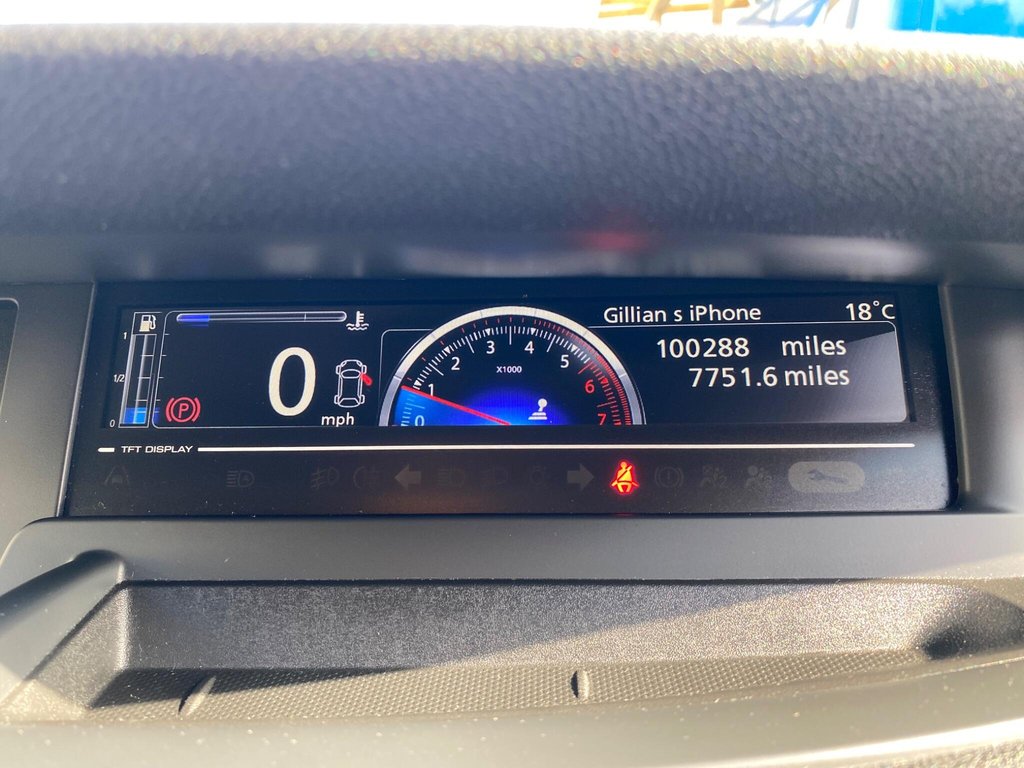 Gillian s iPhone 18°C
100288 miles
7751.6 miles
1
1/2
0
P
0
mph
0 1 2 3 4 5 6 7
X1000
TFT DISPLAY